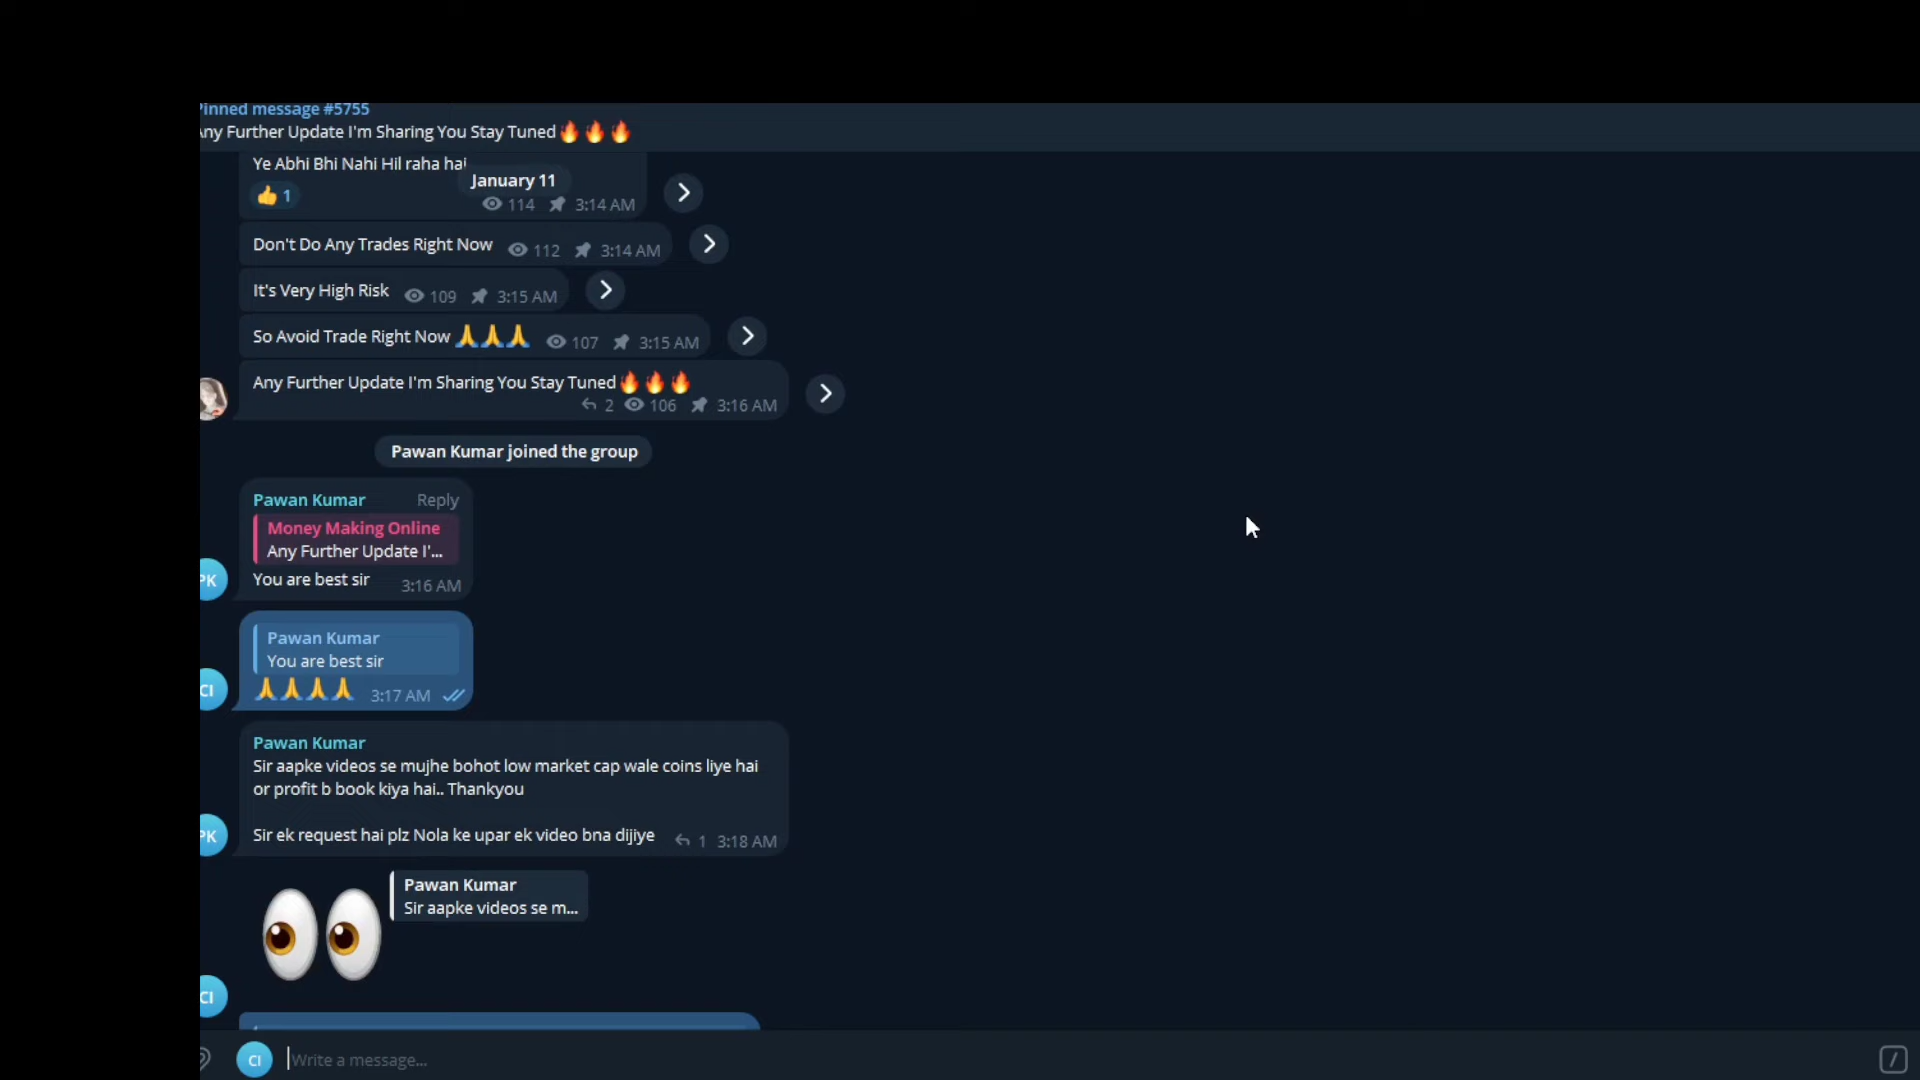 Pinned message #5755
Any Further Update I'm Sharing You Stay Tuned🔥🔥🔥
Ye Abhi Bhi Nahi Hil raha hai
January 11
👍 1
114 3:14 AM
Don't Do Any Trades Right Now 112 3:14 AM
It's Very High Risk 109 3:15 AM
So Avoid Trade Right Now 🙏🙏🙏 107 3:15 AM
Any Further Update I'm Sharing You Stay Tuned🔥🔥🔥
2 106 3:16 AM
Pawan Kumar joined the group
Pawan Kumar Reply
Money Making Online
Any Further Update I'...
PK
You are best sir 3:16 AM
Pawan Kumar
You are best sir
CI
🙏🙏🙏🙏 3:17 AM
Pawan Kumar
Sir aapke videos se mujhe bohot low market cap wale coins liye hai
or profit b book kiya hai.. Thankyou
PK
Sir ek request hai plz Nola ke upar ek video bna dijiye 1 3:18 AM
Pawan Kumar
Sir aapke videos se m...
👀
CI
CI Write a message...
/